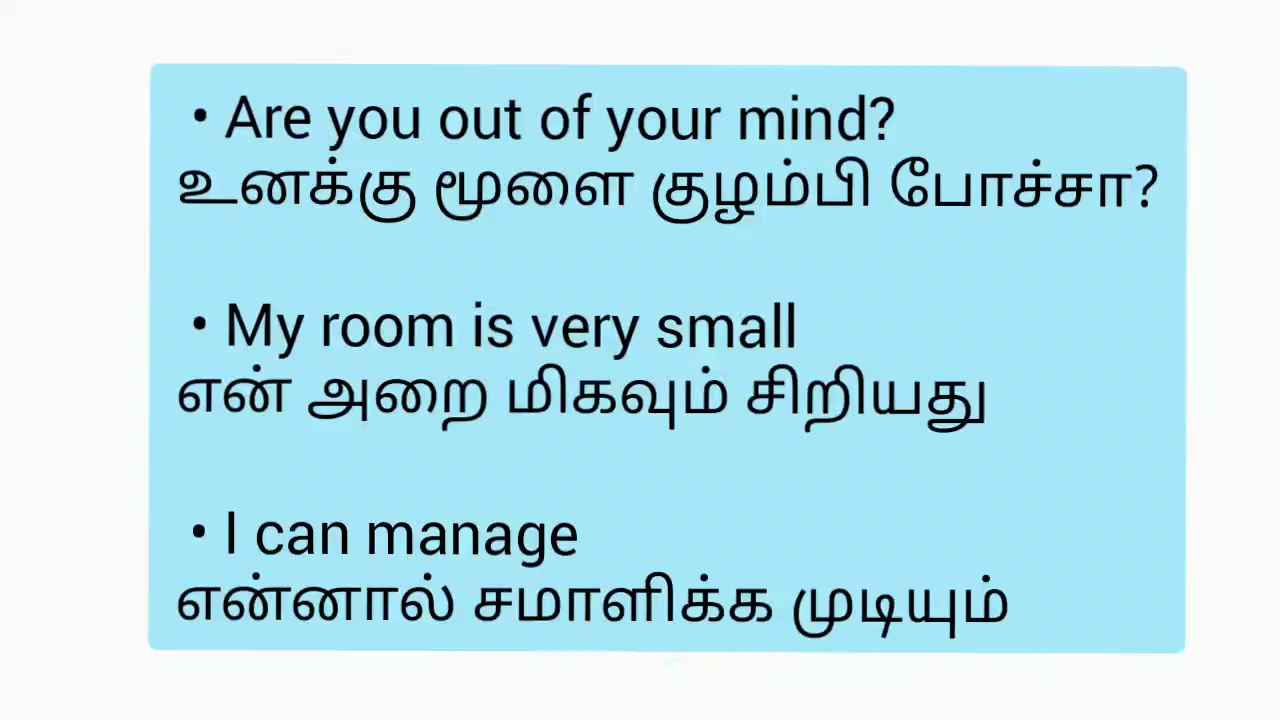 • Are you out of your mind?
உனக்கு மூளை குழம்பி போச்சா?
• My room is very small
என் அறை மிகவும் சிறியது
• I can manage
என்னால் சமாளிக்க முடியும்